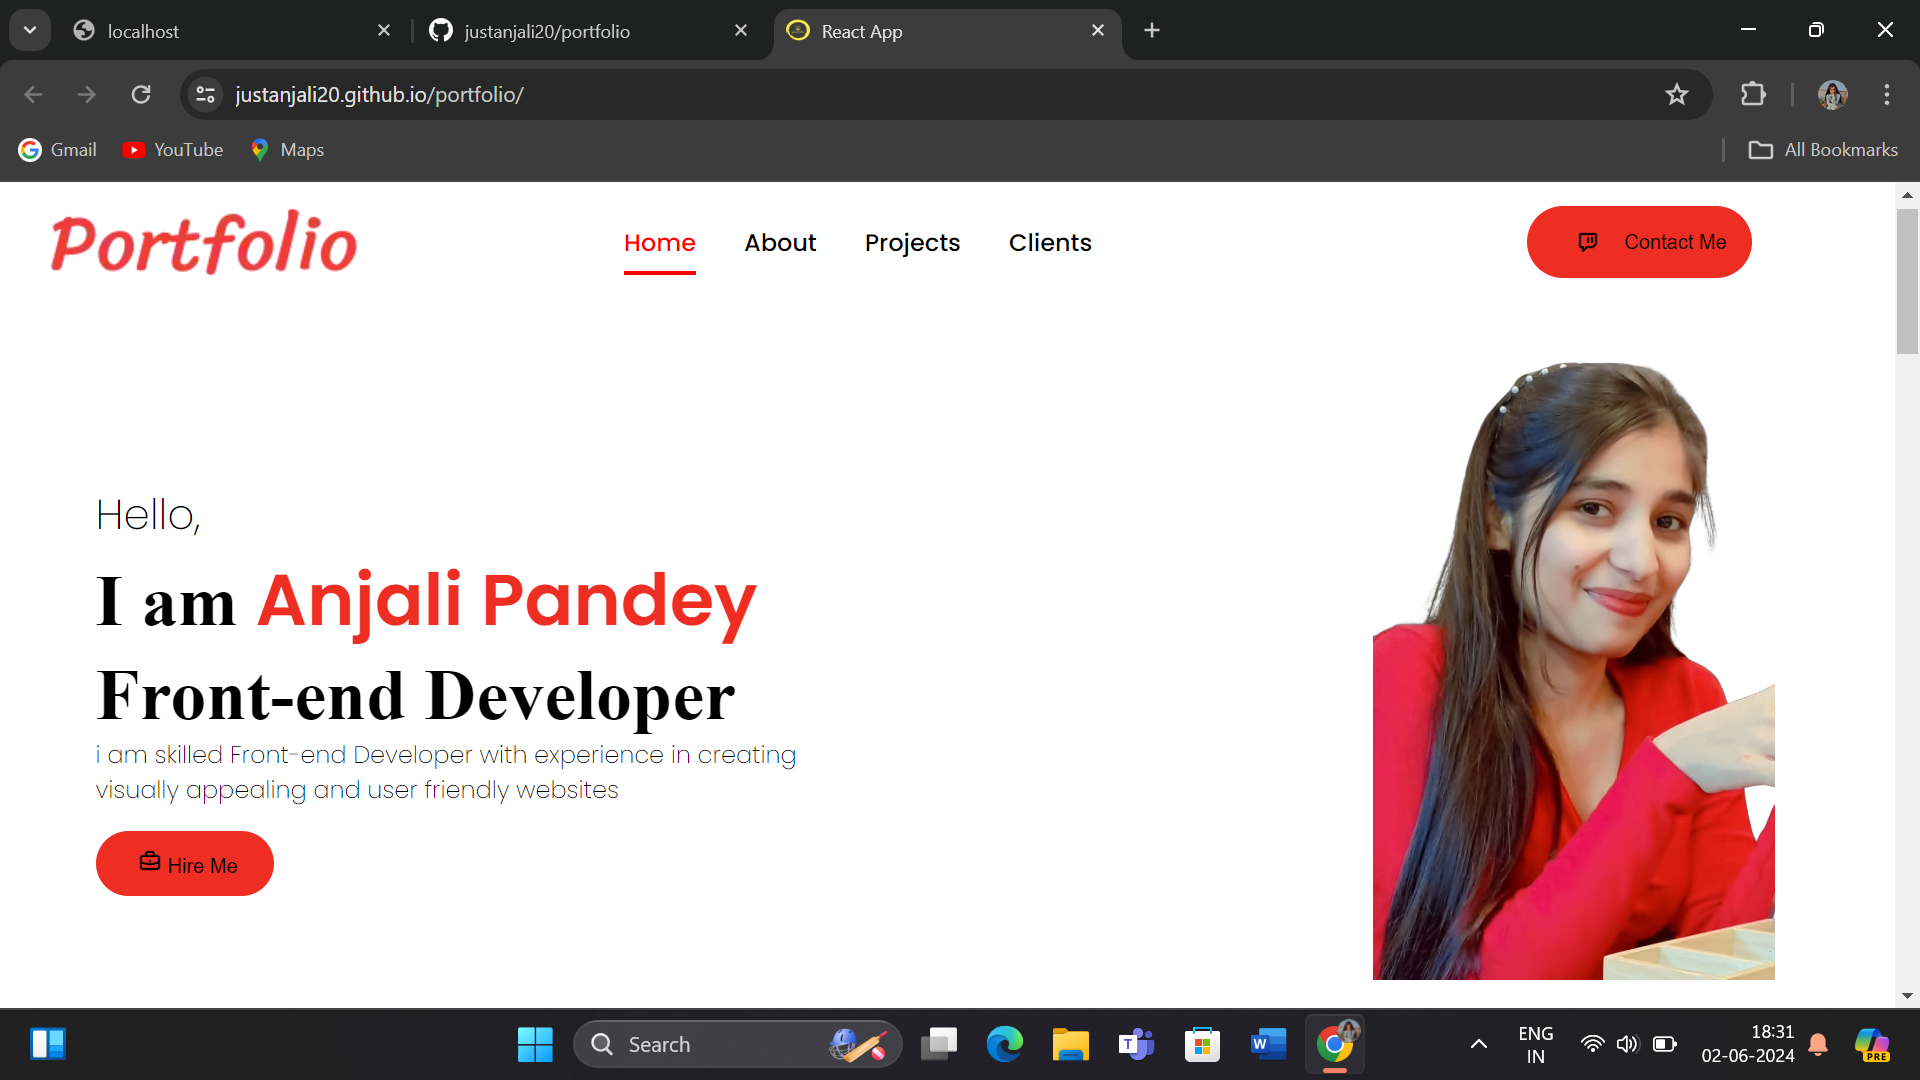 localhost
justanjali20/portfolio
React App
justanjali20.github.io/portfolio/
Gmail
YouTube
Maps
All Bookmarks
Portfolio
Home
About
Projects
Clients
Contact Me
Hello,
I am Anjali Pandey
Front-end Developer
i am skilled Front-end Developer with experience in creating
visually appealing and user friendly websites
Hire Me
Search
ENG
IN
18:31
02-06-2024
PRE